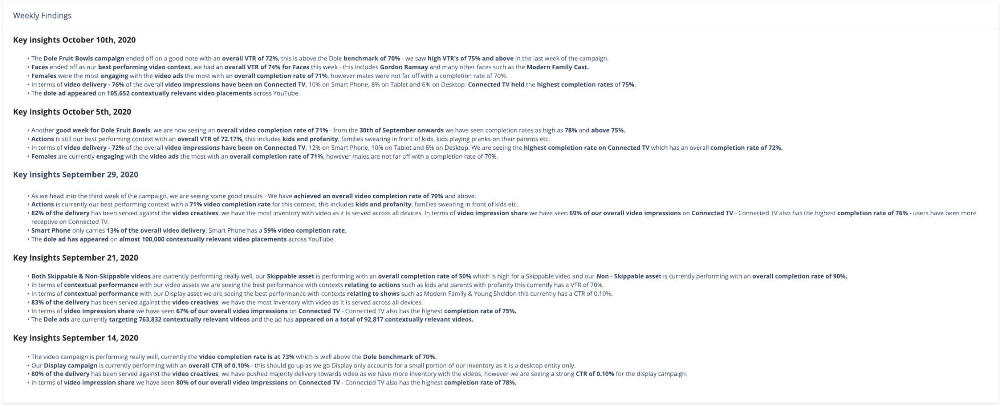 Weekly Findings
Key insights October 10th, 2020
• The Dole Fruit Bowls campaign ended off on a good note with an overall VTR of 72%, this is above the Dole benchmark of 70% - we saw high VTR's of 75% and above in the last week of the campaign.
• Faces ended off as our best performing video context, we had an overall VTR of 74% for Faces this week - this includes Gordon Ramsay and many other faces such as the Modern Family Cast.
• Females were the most engaging with the video ads the most with an overall completion rate of 71%, however males were not far off with a completion rate of 70%.
• In terms of video delivery - 76% of the overall video impressions have been on Connected TV, 10% on Smart Phone, 8% on Tablet and 6% on Desktop. Connected TV held the highest completion rates of 75%.
• The dole ad appeared on 105,652 contextually relevant video placements across YouTube
Key insights October 5th, 2020
• Another good week for Dole Fruit Bowls, we are now seeing an overall video completion rate of 71% - from the 30th of September onwards we have seen completion rates as high as 78% and above 75%.
• Actions is still our best performing context with an overall VTR of 72.17%, this includes kids and profanity, families swearing in front of kids, kids playing pranks on their parents etc.
• In terms of video delivery - 72% of the overall video impressions have been on Connected TV, 12% on Smart Phone, 10% on Tablet and 6% on Desktop. We are seeing the highest completion rate on Connected TV which has an overall completion rate of 72%.
• Females are currently engaging with the video ads the most with an overall completion rate of 71%, however males are not far off with a completion rate of 70%.
Key insights September 29, 2020
• As we head into the third week of the campaign, we are seeing some good results - We have achieved an overall video completion rate of 70% and above.
• Actions is currently our best performing context with a 71% video completion rate for this context, this includes kids and profanity, families swearing in front of kids etc.
• 82% of the delivery has been served against the video creatives, we have the most inventory with video as it is served across all devices. In terms of video impression share we have seen 69% of our overall video impressions on Connected TV - Connected TV also has the highest completion rate of 76% - users have been more
receptive on Connected TV.
• Smart Phone only carries 13% of the overall video delivery, Smart Phone has a 59% video completion rate.
• The dole ad has appeared on almost 100,000 contextually relevant video placements across YouTube.
Key insights September 21, 2020
• Both Skippable & Non-Skippable videos are currently performing really well, our Skippable asset is performing with an overall completion rate of 50% which is high for a Skippable video and our Non - Skippable asset is currently performing with an overall completion rate of 90%.
• In terms of contextual performance with our video assets we are seeing the best performance with contexts relating to actions such as kids and parents with profanity this currently has a VTR of 70%.
• In terms of contextual performance with our Display asset we are seeing the best performance with contexts relating to shows such as Modern Family & Young Sheldon this currently has a CTR of 0.10%.
• 83% of the delivery has been served against the video creatives, we have the most inventory with video as it is served across all devices.
• In terms of video impression share we have seen 67% of our overall video impressions on Connected TV - Connected TV also has the highest completion rate of 75%.
• The Dole ads are currently targeting 763,832 contextually relevant videos and the ad has appeared on a total of 92,817 contextually relevant videos.
Key insights September 14, 2020
• The video campaign is performing really well, currently the video completion rate is at 73% which is well above the Dole benchmark of 70%.
• Our Display campaign is currently performing with an overall CTR of 0.10% - this should go up as we go Display only accounts for a small portion of our inventory as it is a desktop entity only.
• 80% of the delivery has been served against the video creatives, we have pushed majority delivery towards video as we have more inventory with the videos, however we are seeing a strong CTR of 0.10% for the display campaign.
• In terms of video impression share we have seen 80% of our overall video impressions on Connected TV - Connected TV also has the highest completion rate of 78%.